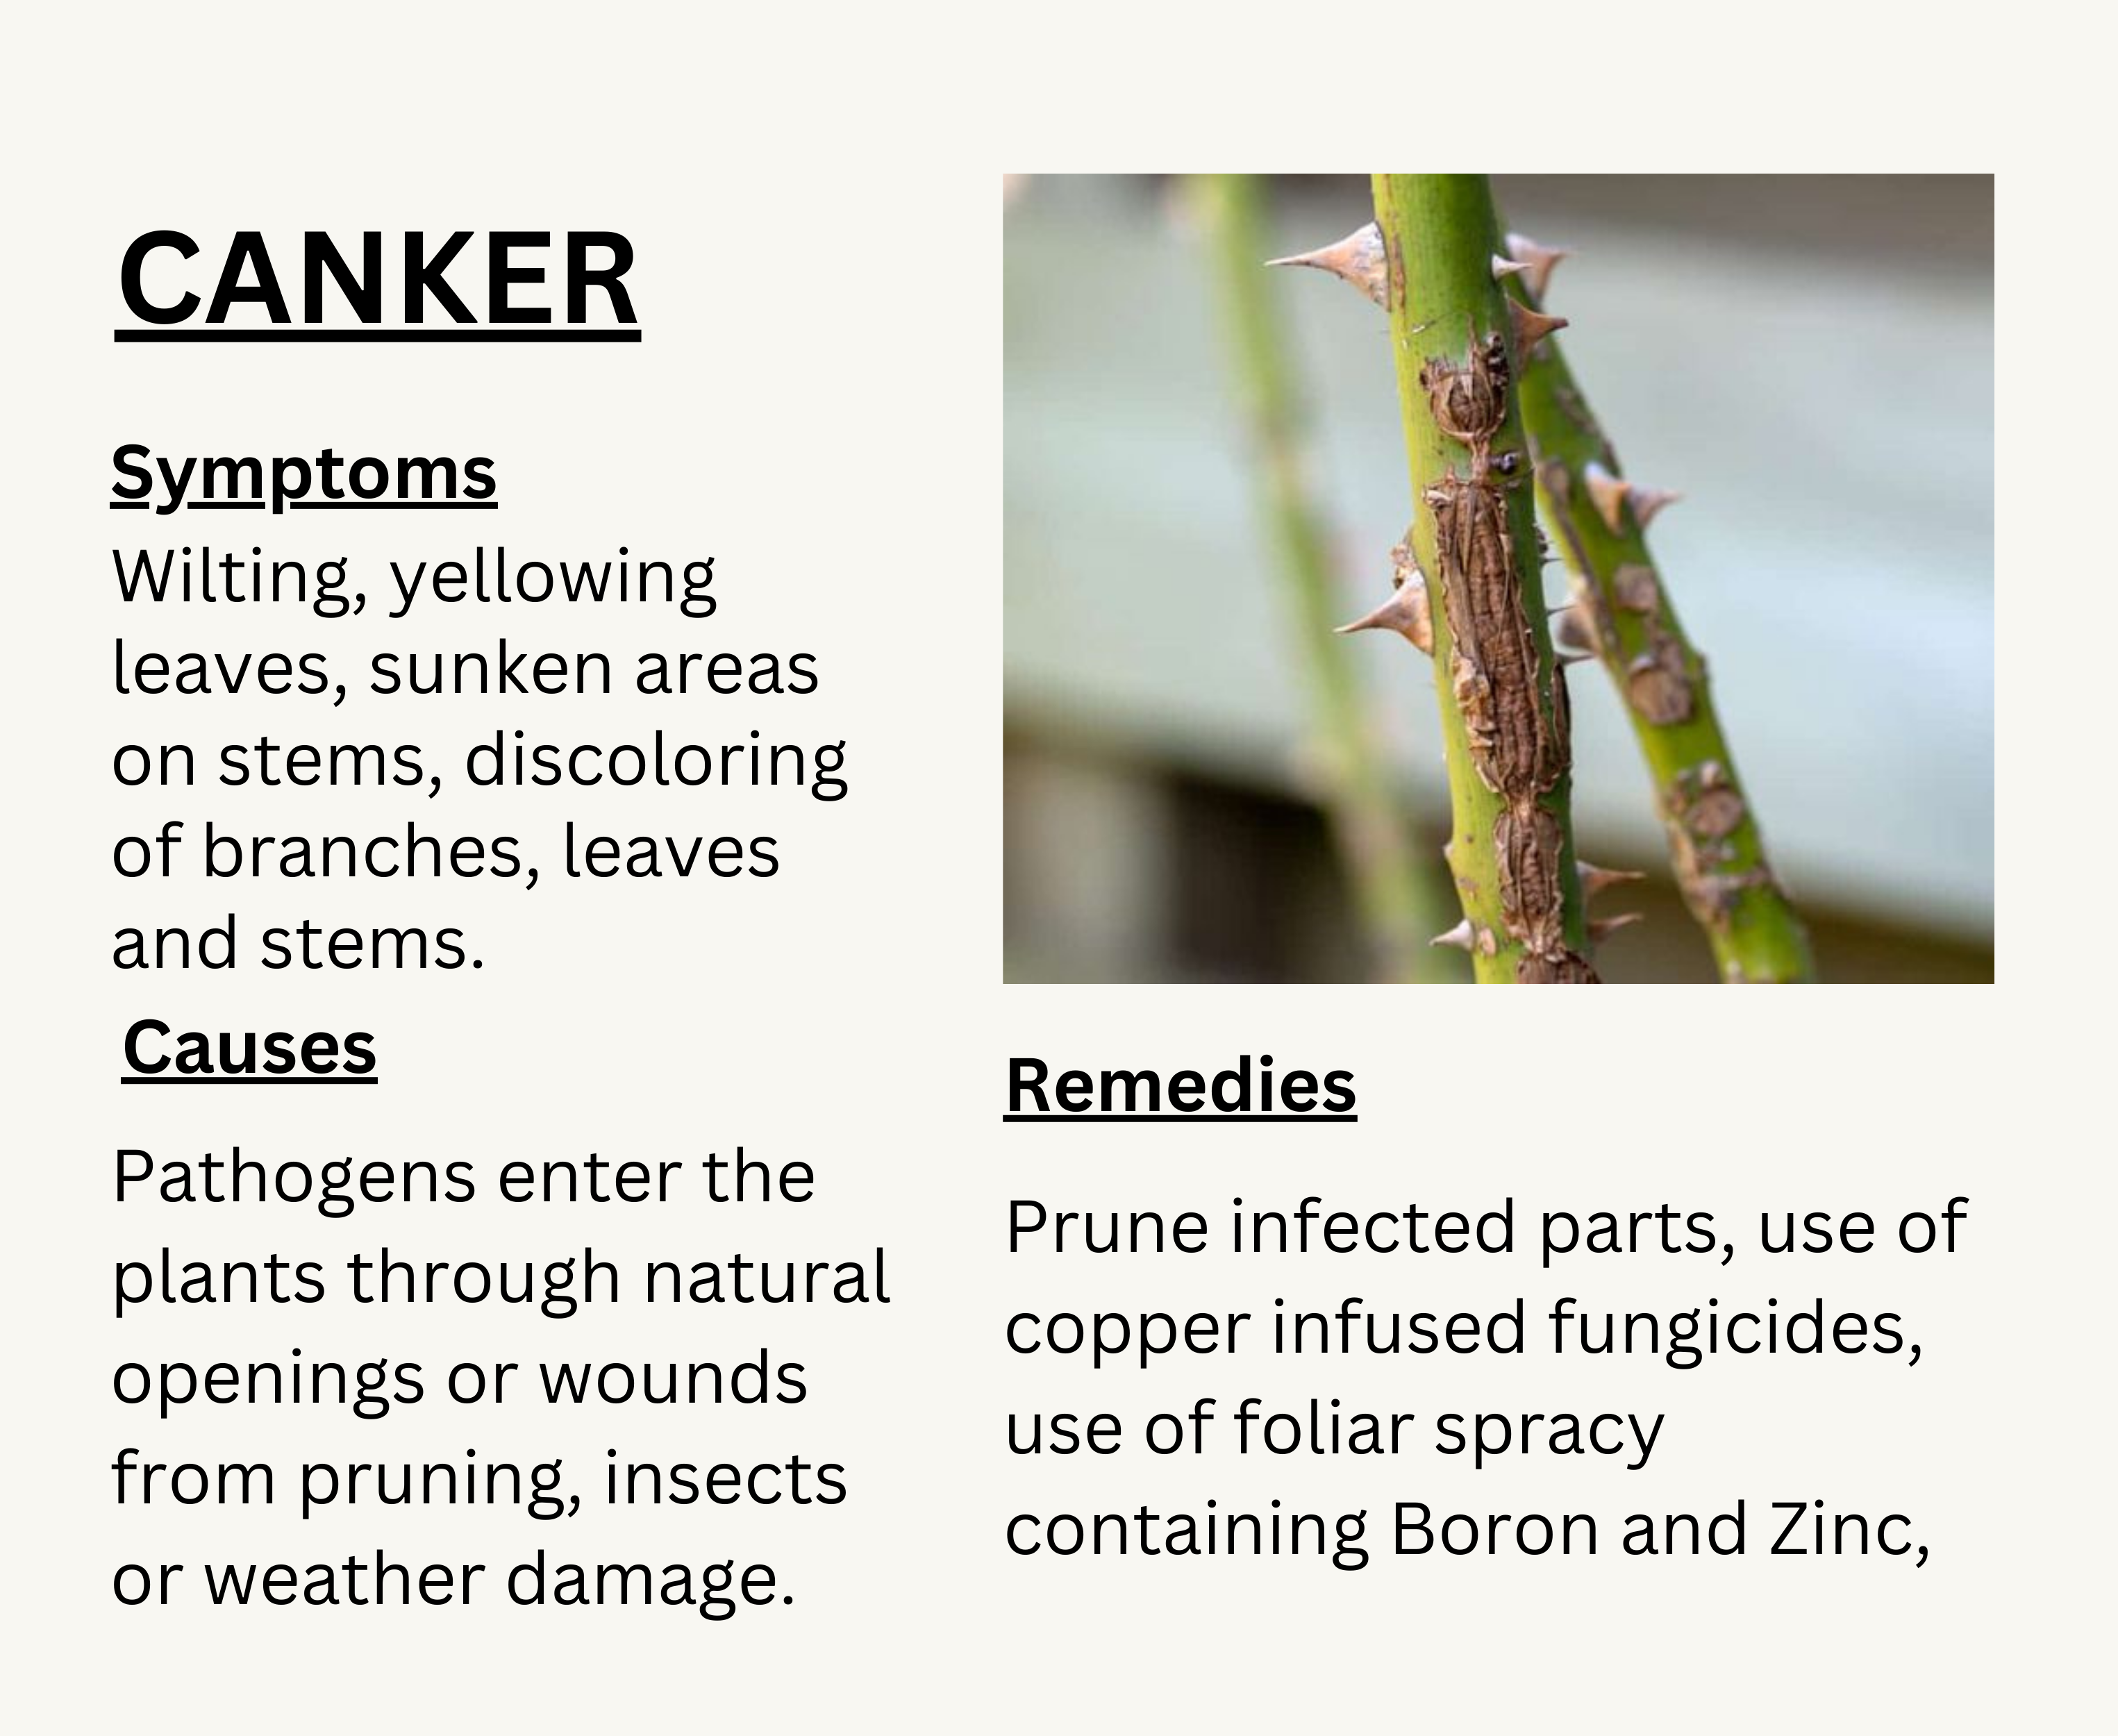 CANKER
Symptoms
Wilting, yellowing
leaves, sunken areas
on stems, discoloring
of branches, leaves
and stems.
Causes
Pathogens enter the
plants through natural
openings or wounds
from pruning, insects
or weather damage.
Remedies
Prune infected parts, use of
copper infused fungicides,
use of foliar spracy
containing Boron and Zinc,